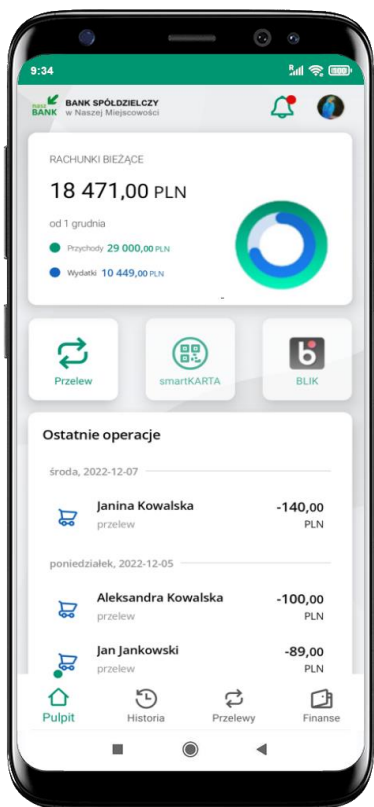 9:34
nasz
BANK
BANK SPÓŁDZIELCZY
w Naszej Miejscowości
RACHUNKI BIEŻĄCE
18 471,00 PLN
od 1 grudnia
Przychody 29 000,00 PLN
Wydatki 10 449,00 PLN
-
Przelew
smartKARTA
BLIK
Ostatnie operacje
środa, 2022-12-07
Janina Kowalska -140,00
przelew PLN
poniedziałek, 2022-12-05
Aleksandra Kowalska -100,00
przelew PLN
Jan Jankowski -89,00
przelew PLN
Pulpit Historia Przelewy Finanse